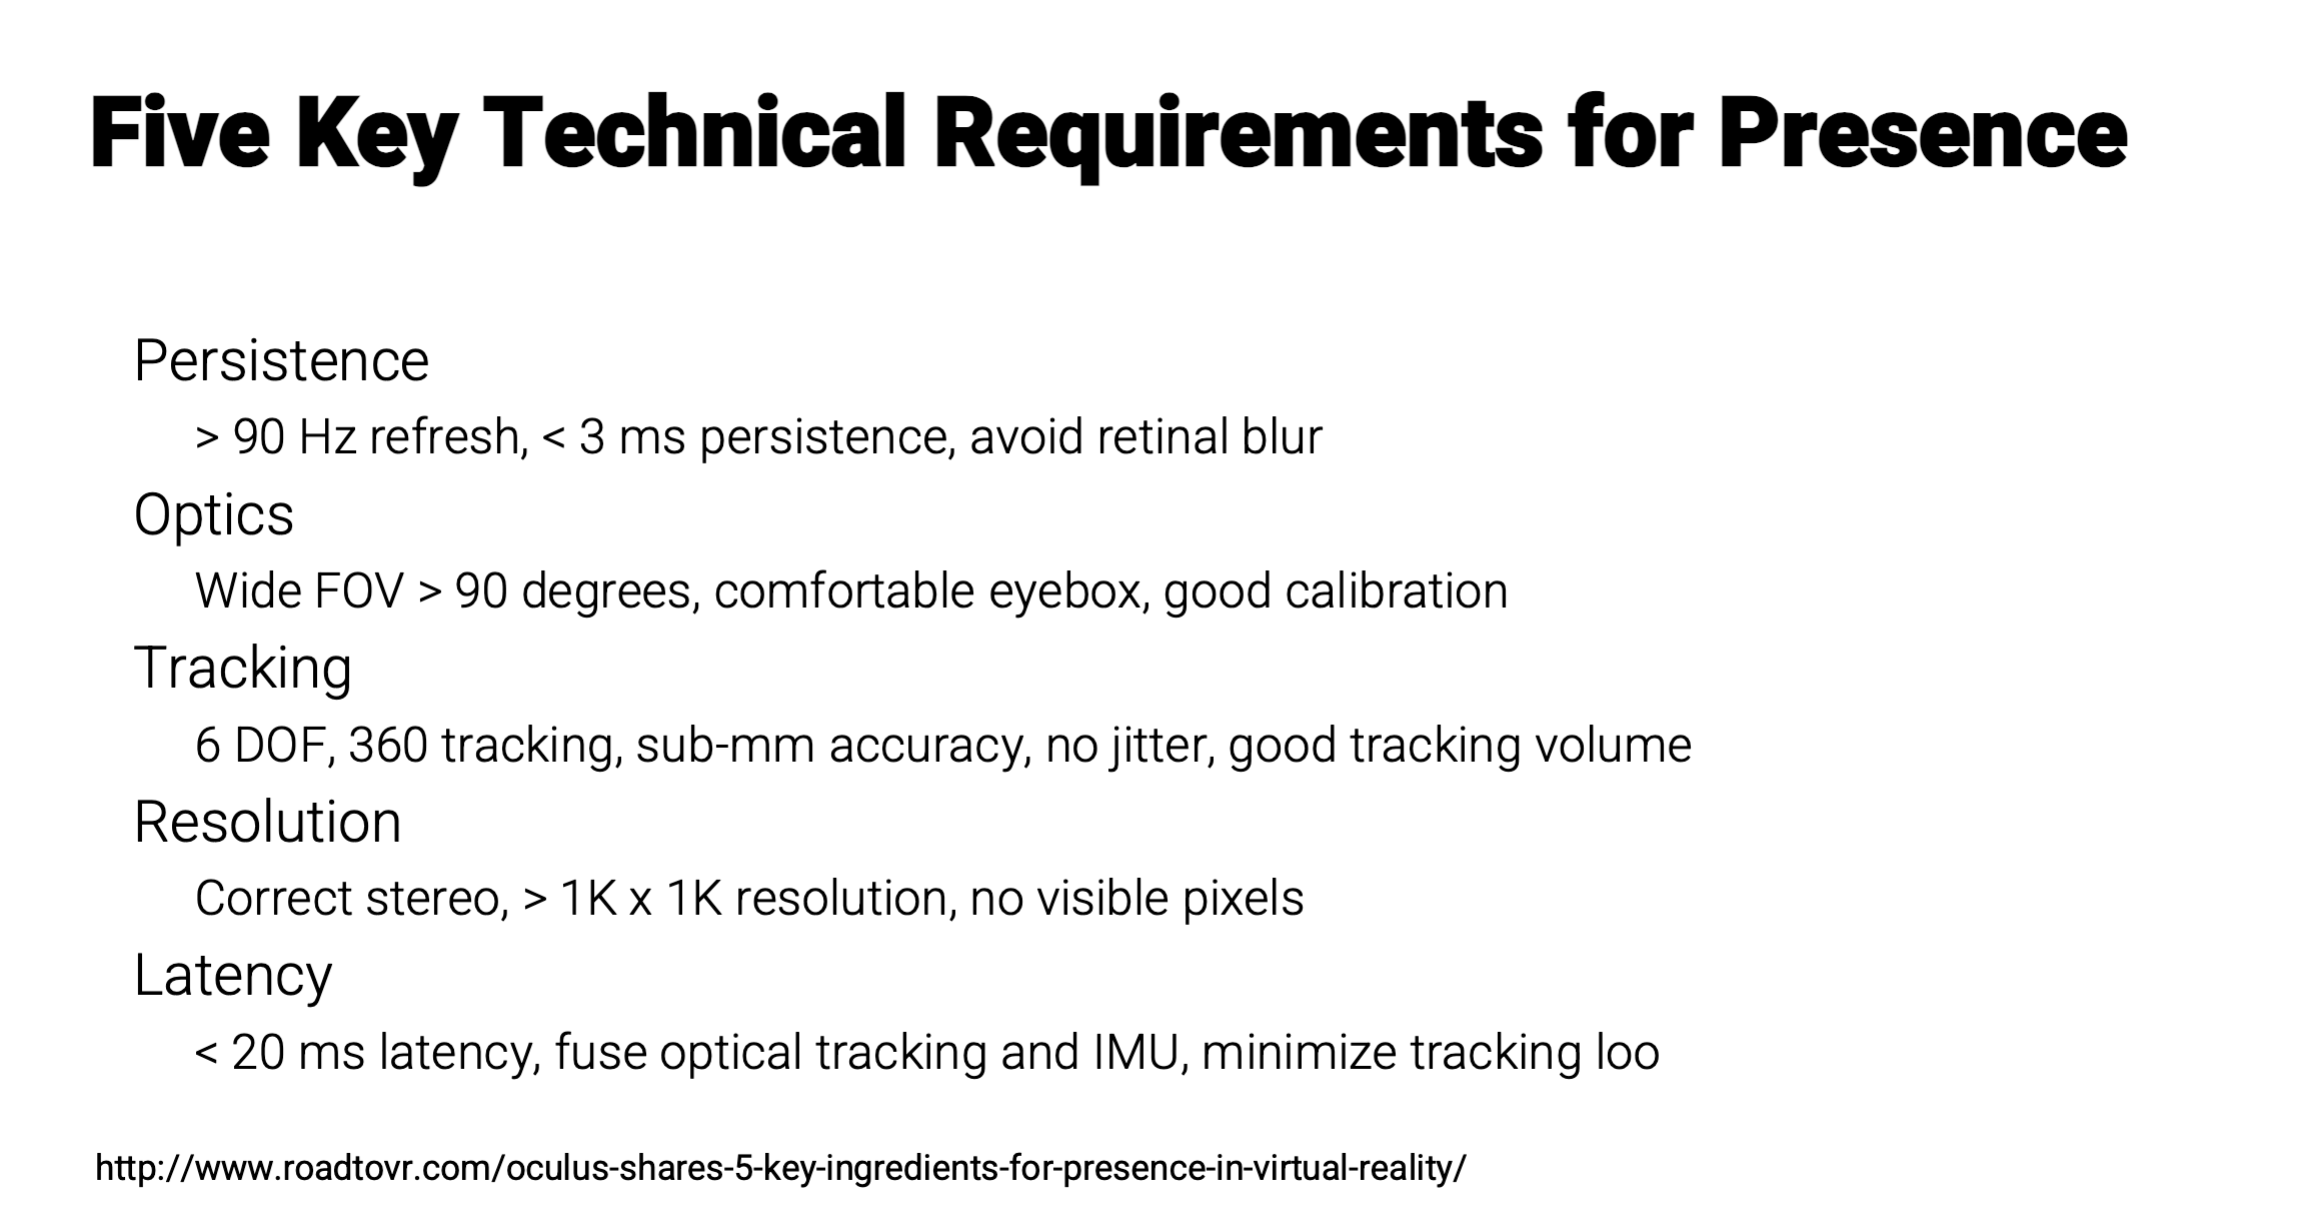 Five Key Technical Requirements for Presence
Persistence
> 90 Hz refresh, < 3 ms persistence, avoid retinal blur
Optics
Wide FOV > 90 degrees, comfortable eyebox, good calibration
Tracking
6 DOF, 360 tracking, sub-mm accuracy, no jitter, good tracking volume
Resolution
Correct stereo, > 1K x 1K resolution, no visible pixels
Latency
< 20 ms latency, fuse optical tracking and IMU, minimize tracking loo
http://www.roadtovr.com/oculus-shares-5-key-ingredients-for-presence-in-virtual-reality/